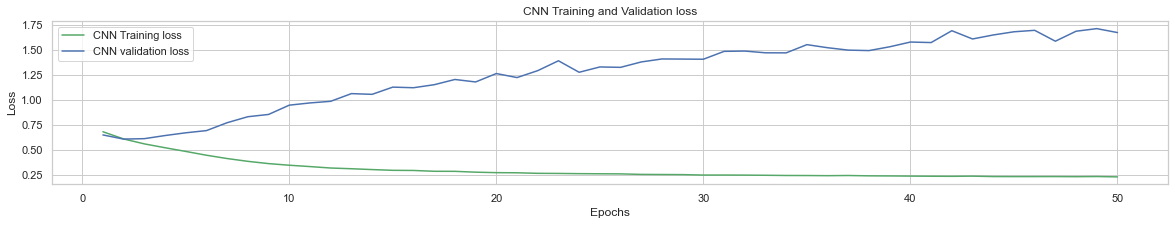 CNN Training and Validation loss
1.75
1.50
1.25
1.00
0.75
0.50
0.25
Loss
CNN Training loss
CNN validation loss
0 10 20 30 40 50
Epochs